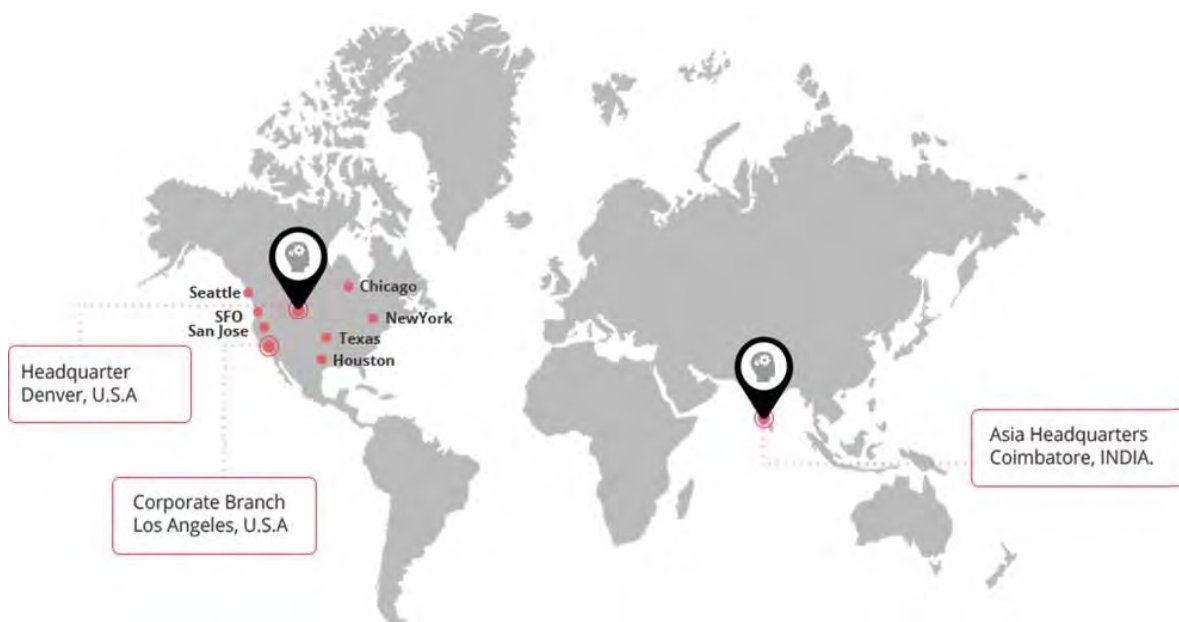 Seattle
Chicago
SFO
NewYork
San Jose
Texas
Houston
Headquarter
Denver, U.S.A
Corporate Branch
Los Angeles, U.S.A
Asia Headquarters
Coimbatore, INDIA.